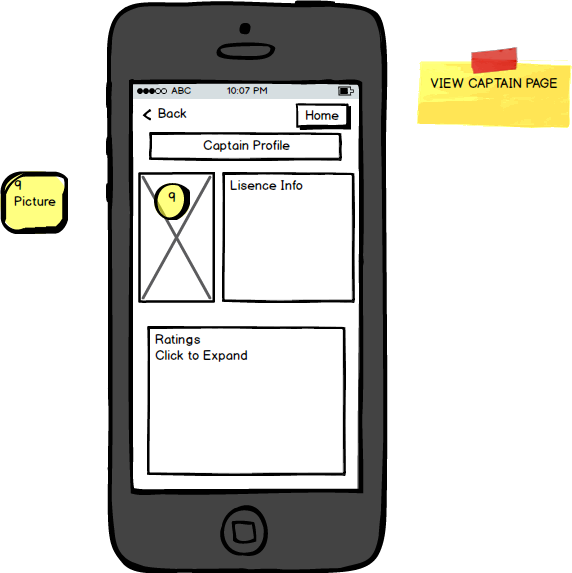 ABC 10:07 PM
VIEW CAPTAIN PAGE
Back
Home
Captain Profile
9
Picture
9
Lisence Info
Ratings
Click to Expand